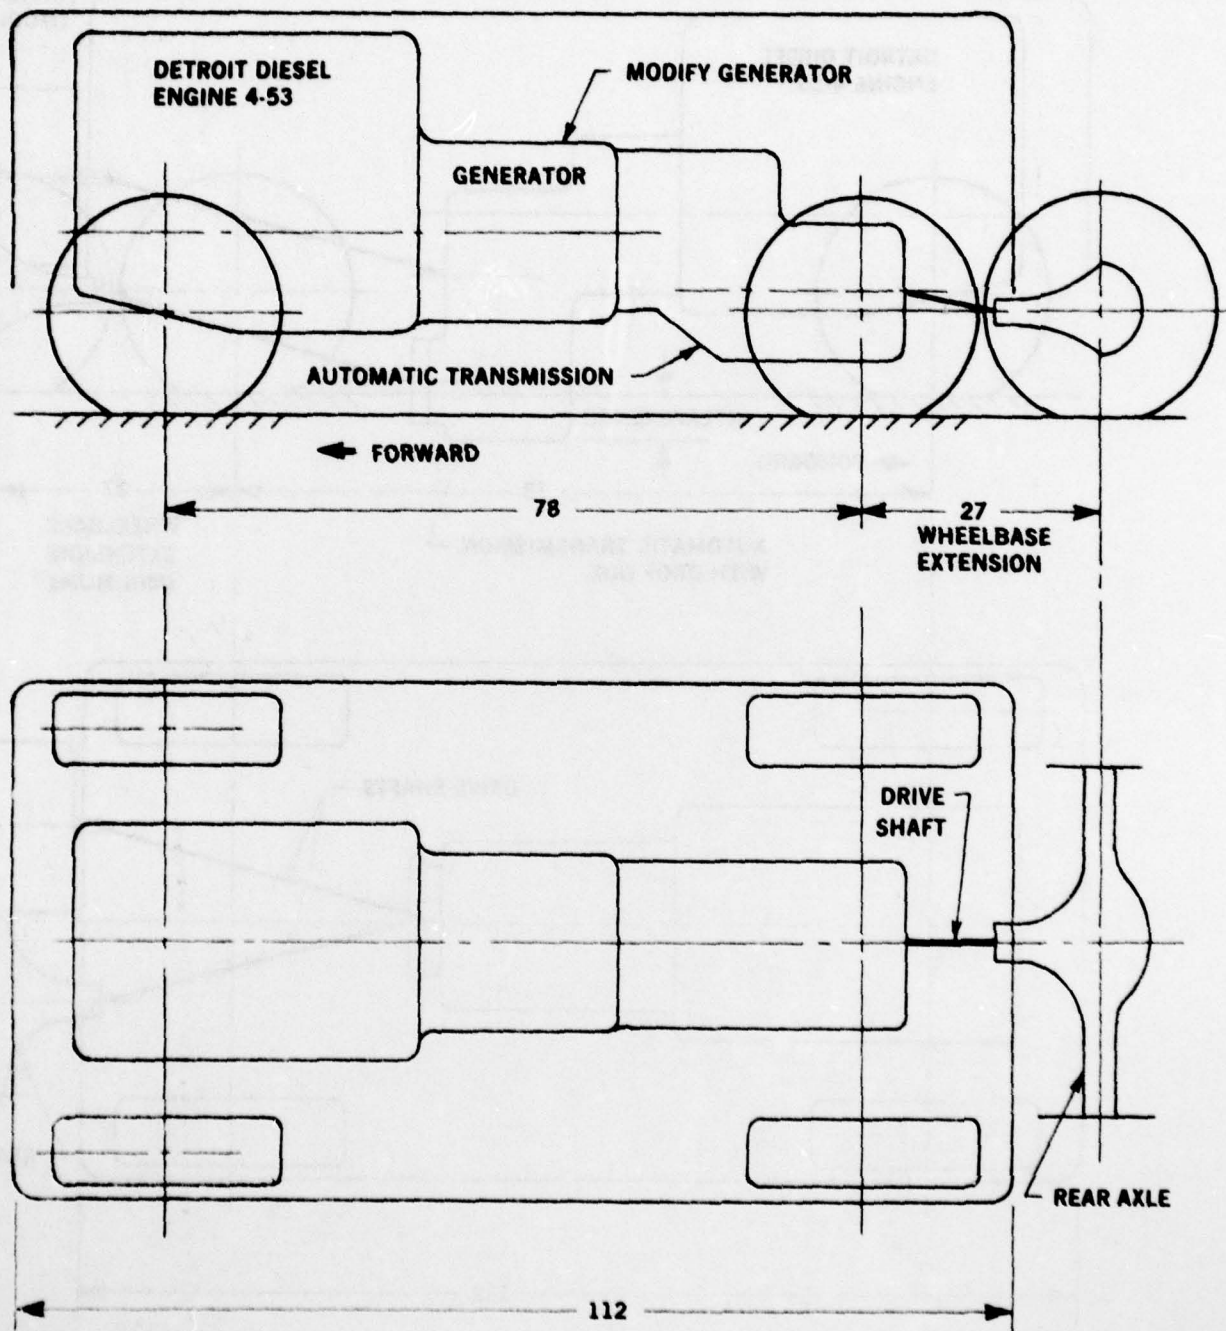 DETROIT DIESEL
ENGINE 4-53
MODIFY GENERATOR
GENERATOR
AUTOMATIC TRANSMISSION
FORWARD
78
27
WHEELBASE
EXTENSION
DRIVE
SHAFT
REAR AXLE
112